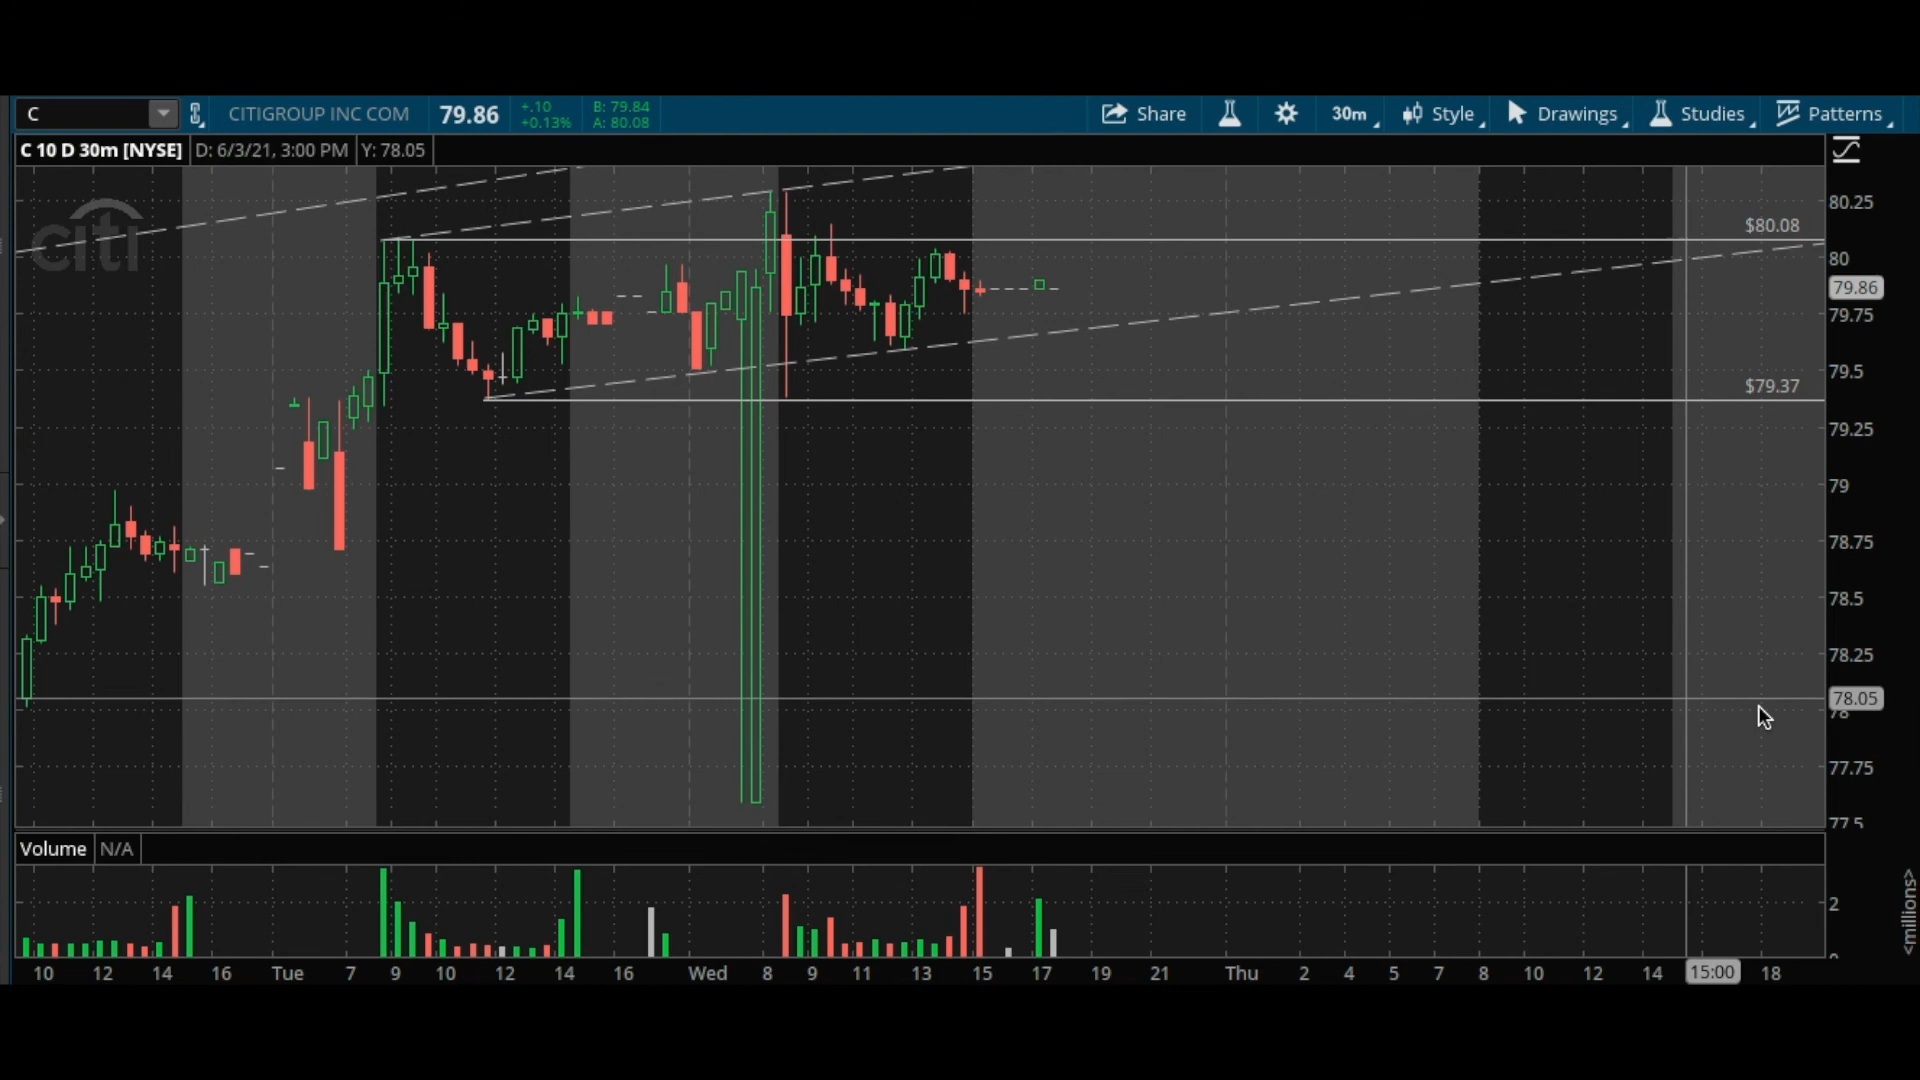 C
CITIGROUP INC COM
79.86
+.10
+0.13%
B: 79.84
A: 80.08
Share
30m
Style
Drawings
Studies
Patterns
C 10 D 30m [NYSE]
D: 6/3/21, 3:00 PM
Y: 78.05
citi
$80.08
$79.37
80.25
80
79.86
79.75
79.5
79.25
79
78.75
78.5
78.25
78.05
78
77.75
77.5
Volume
N/A
2
<millions>
10 12 14 16 Tue 7 9 10 12 14 16 Wed 8 9 11 13 15 17 19 21 Thu 2 4 5 7 8 10 12 14 15:00 18